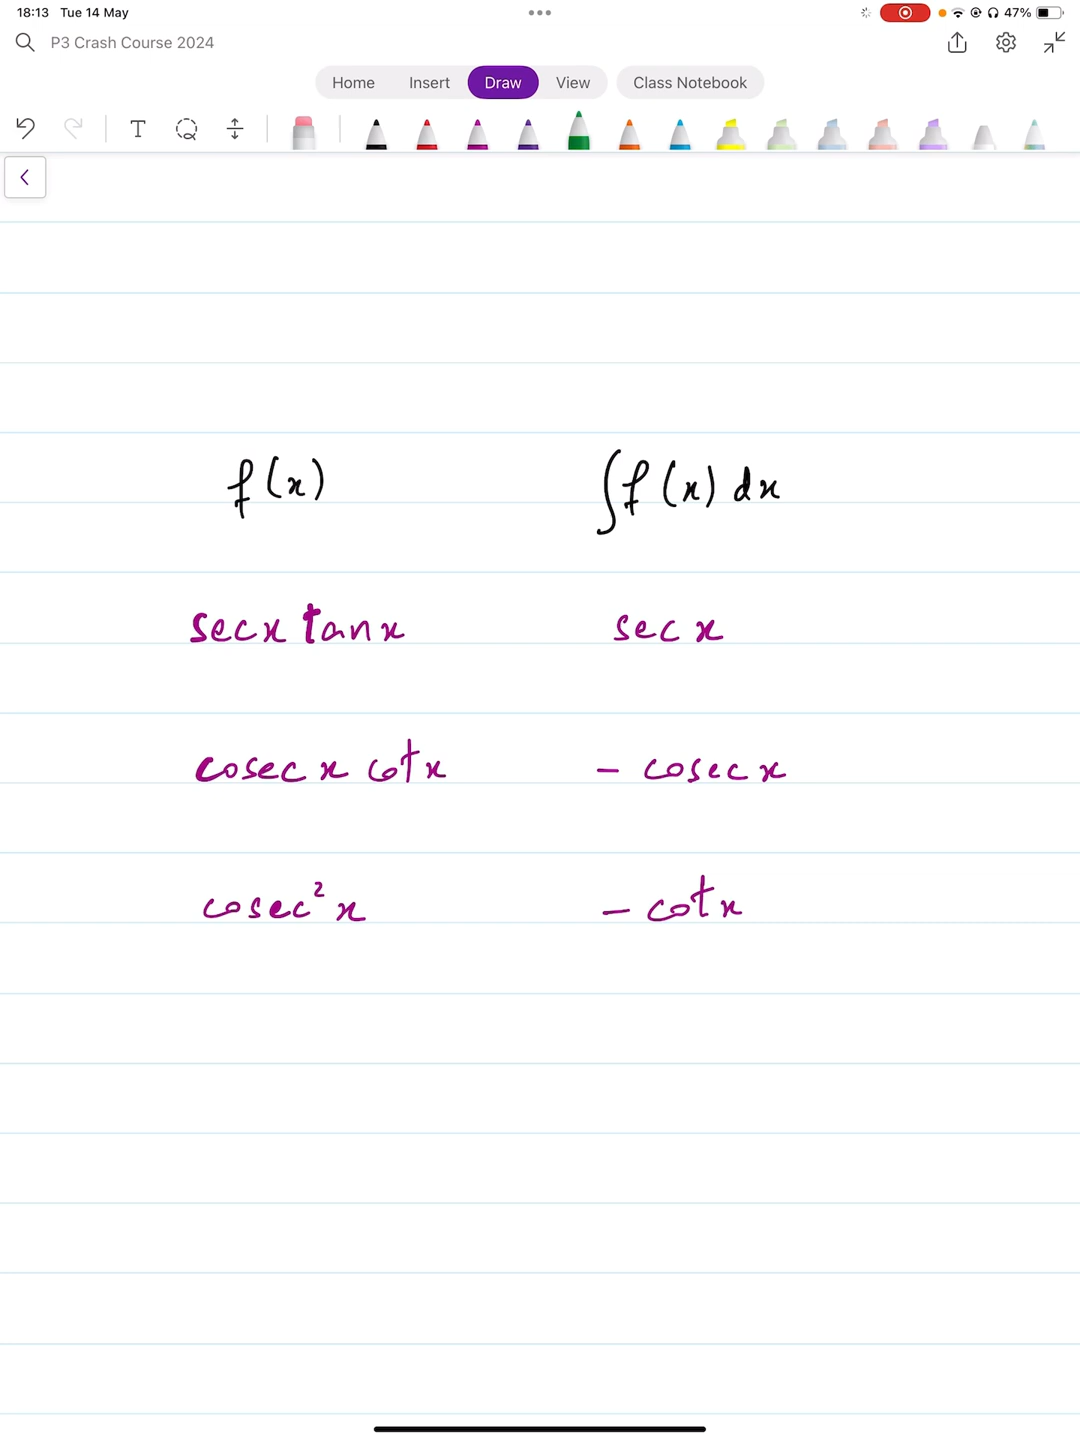 18:13 Tue 14 May 47%
P3 Crash Course 2024
Home Insert Draw View Class Notebook
T
f(x) ∫f(x) dx
secx tanx secx
cosecx cotx - cosecx
cosec²x - cotx